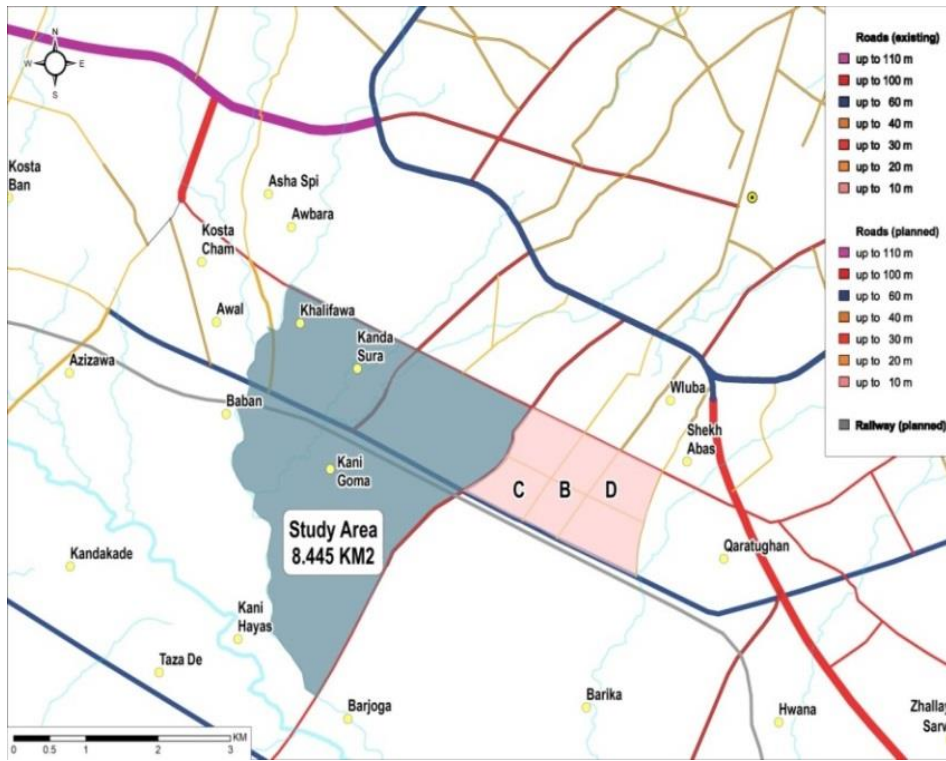 N
W E
S
Roads (existing)
up to 110 m
up to 100 m
up to 60 m
up to 40 m
up to 30 m
up to 20 m
up to 10 m
Roads (planned)
up to 110 m
up to 100 m
up to 60 m
up to 40 m
up to 30 m
up to 20 m
up to 10 m
Railway (planned)
Kosta
Ban
Asha Spi
Awbara
Kosta
Cham
Awal
Khalifawa
Kanda
Sura
Azizawa
Baban
Wluba
Shekh
Abas
Kani
Goma
C B D
Study Area
8.445 KM2
Qaratughan
Kandakade
Kani
Hayas
Taza De
Barjoga
Barika
Hwana
Zhallay
Sarw
KM
0 0.5 1 2 3